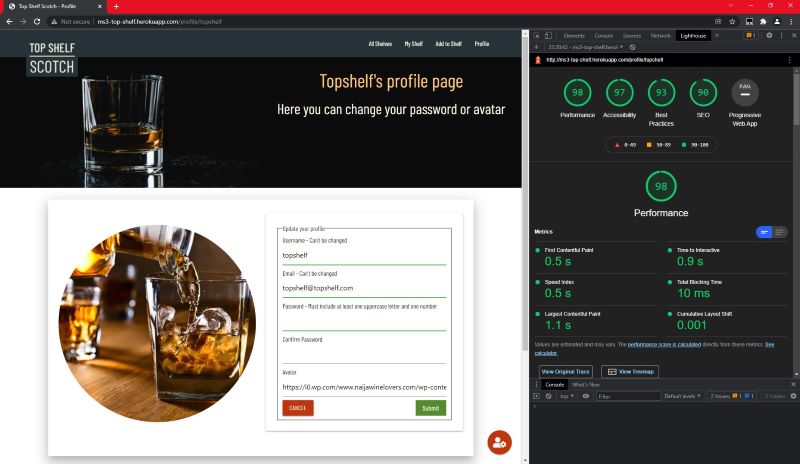 Top Shelf Scotch - Profile
Not secure | ms3-top-shelf.herokuapp.com/profile/topshelf
TOP SHELF
SCOTCH
All Shelves My Shelf Add to Shelf Profile
Topshelf's profile page
Here you can change your password or avatar
Update your profile
Username - Can't be changed
topshelf
Email - Can't be changed
topshelf@topshelf.com
Password - Must include at least one uppercase letter and one number
Confirm Password
Avatar
https://i0.wp.com/www.naijawinelovers.com/wp-conte
CANCEL Submit
Elements Console Sources Network Lighthouse
22:20:42 - ms3-top-shelf.herok
http://ms3-top-shelf.herokuapp.com/profile/topshelf
98 97 93 90 PWA
Performance Accessibility Best Practices SEO Progressive Web App
0-49 50-89 90-100
98
Performance
Metrics
First Contentful Paint
0.5 s
Time to Interactive
0.9 s
Speed Index
0.5 s
Total Blocking Time
10 ms
Largest Contentful Paint
1.1 s
Cumulative Layout Shift
0.001
Values are estimated and may vary. The performance score is calculated directly from these metrics. See
calculator.
View Original Trace View Treemap
Console What's New
top Filter Default levels 2 Issues: 1 1 2 hidden